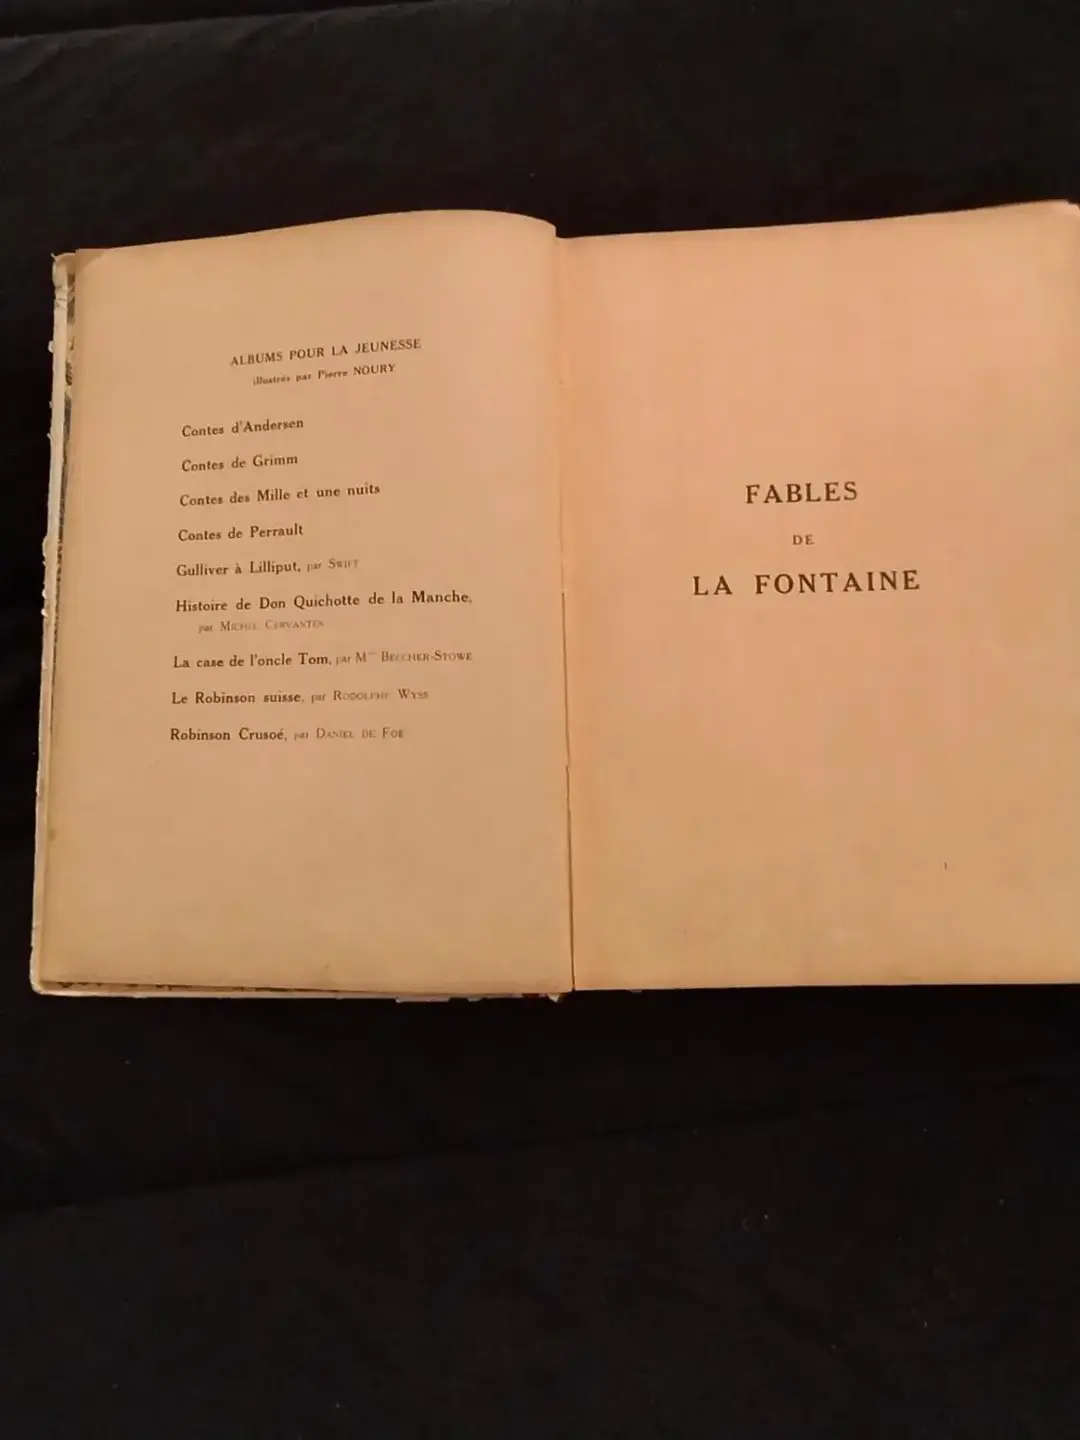 ALBUMS POUR LA JEUNESSE
illustrés par Pierre NOURY
Contes d'Andersen
Contes de Grimm
Contes des Mille et une nuits
Contes de Perrault
Gulliver à Lilliput, par SWIFT
Histoire de Don Quichotte de la Manche,
par MICHEL CERVANTÈS
La case de l'oncle Tom, par Mme BEECHER-STOWE
Le Robinson suisse, par RODOLPHE WYSS
Robinson Crusoé, par DANIEL DE FOE
FABLES
DE
LA FONTAINE